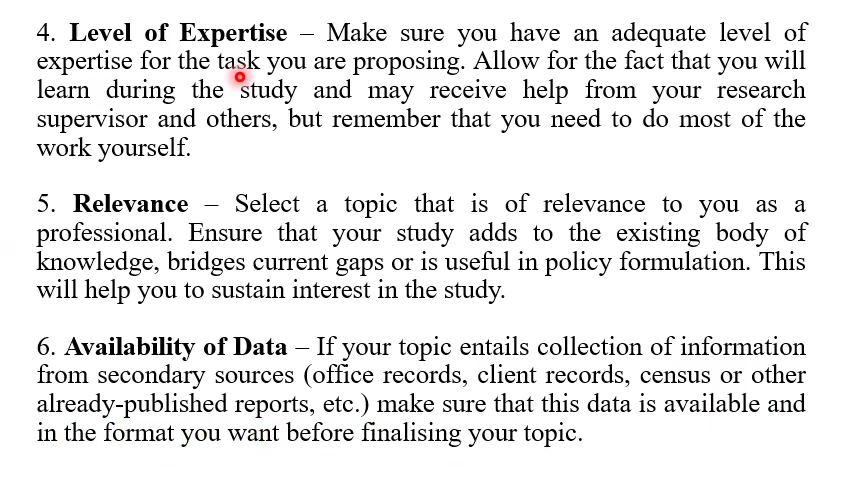 4. Level of Expertise – Make sure you have an adequate level of
expertise for the task you are proposing. Allow for the fact that you will
learn during the study and may receive help from your research
supervisor and others, but remember that you need to do most of the
work yourself.
5. Relevance – Select a topic that is of relevance to you as a
professional. Ensure that your study adds to the existing body of
knowledge, bridges current gaps or is useful in policy formulation. This
will help you to sustain interest in the study.
6. Availability of Data – If your topic entails collection of information
from secondary sources (office records, client records, census or other
already-published reports, etc.) make sure that this data is available and
in the format you want before finalising your topic.